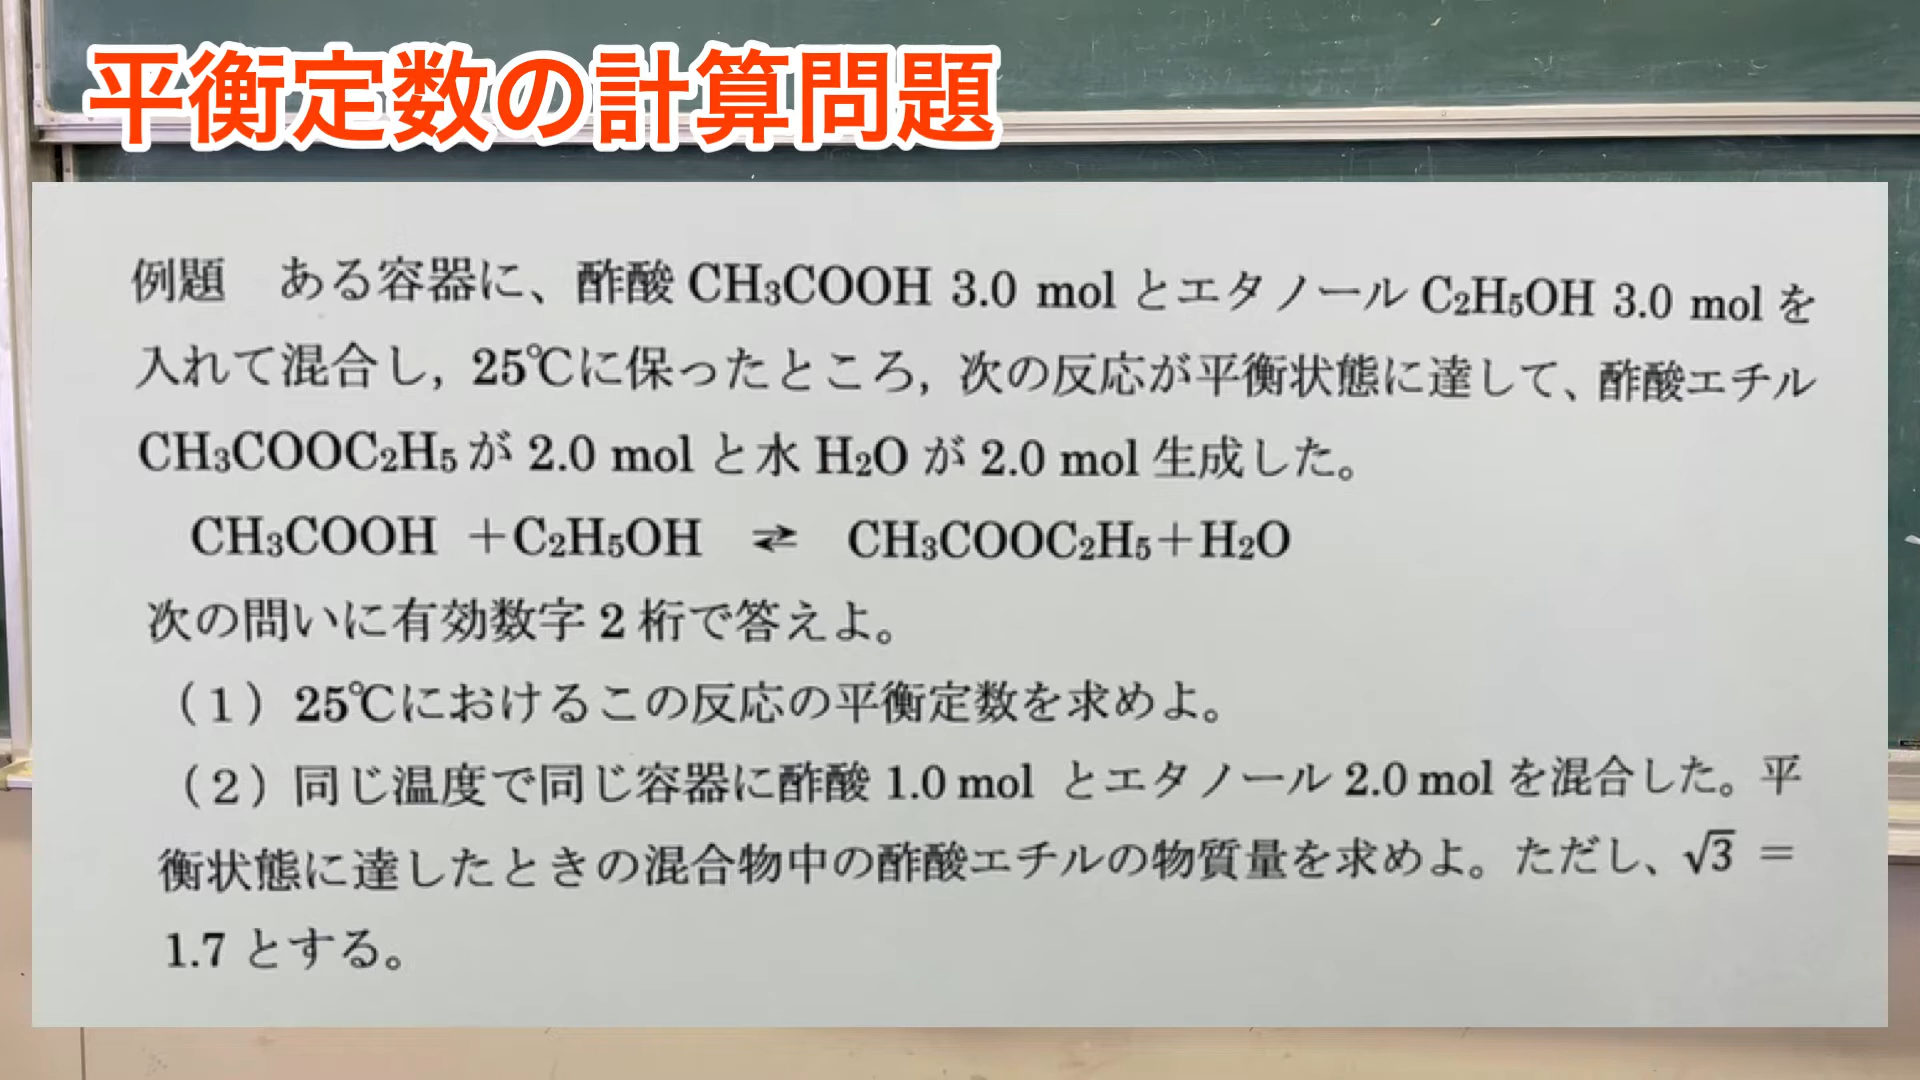 平衡定数の計算問題
例題　ある容器に、酢酸 CH₃COOH 3.0 mol とエタノール C₂H₅OH 3.0 mol を
入れて混合し, 25℃に保ったところ, 次の反応が平衡状態に達して、酢酸エチル
CH₃COOC₂H₅ が 2.0 mol と水 H₂O が 2.0 mol 生成した。
CH₃COOH ＋C₂H₅OH ⇄ CH₃COOC₂H₅＋H₂O
次の問いに有効数字 2 桁で答えよ。
（1）25℃におけるこの反応の平衡定数を求めよ。
（2）同じ温度で同じ容器に酢酸 1.0 mol とエタノール 2.0 mol を混合した。平
衡状態に達したときの混合物中の酢酸エチルの物質量を求めよ。ただし、√3 ＝
1.7 とする。